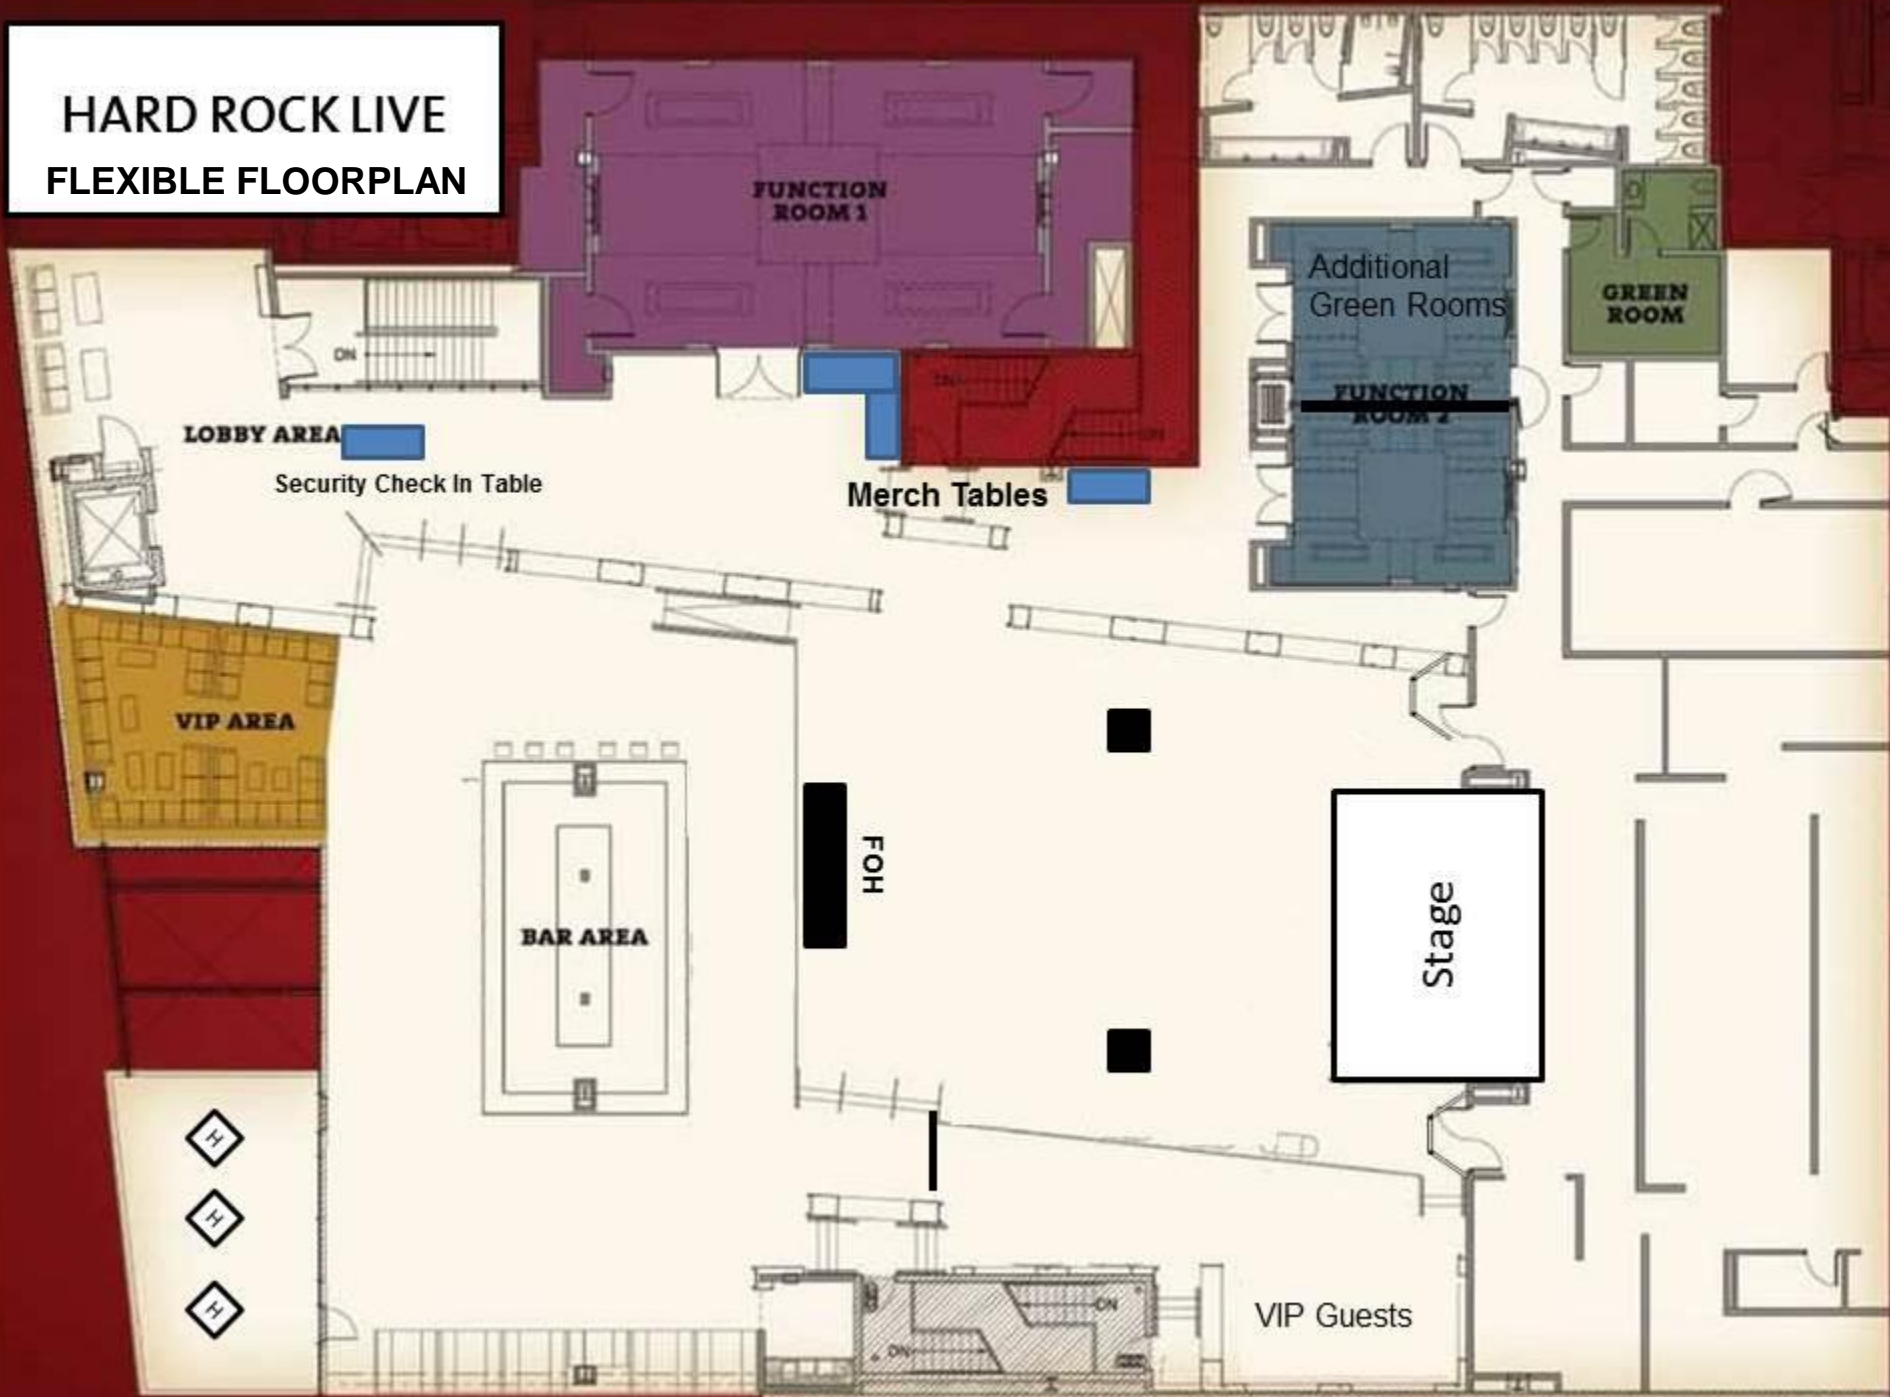 HARD ROCK LIVE
FLEXIBLE FLOORPLAN
FUNCTION
ROOM 1
Additional
Green Rooms
GREEN
ROOM
DN
DN
FUNCTION
ROOM 2
LOBBY AREA
DN
Security Check In Table
Merch Tables
VIP AREA
FOH
BAR AREA
Stage
H
H
H
DN
VIP Guests
DN